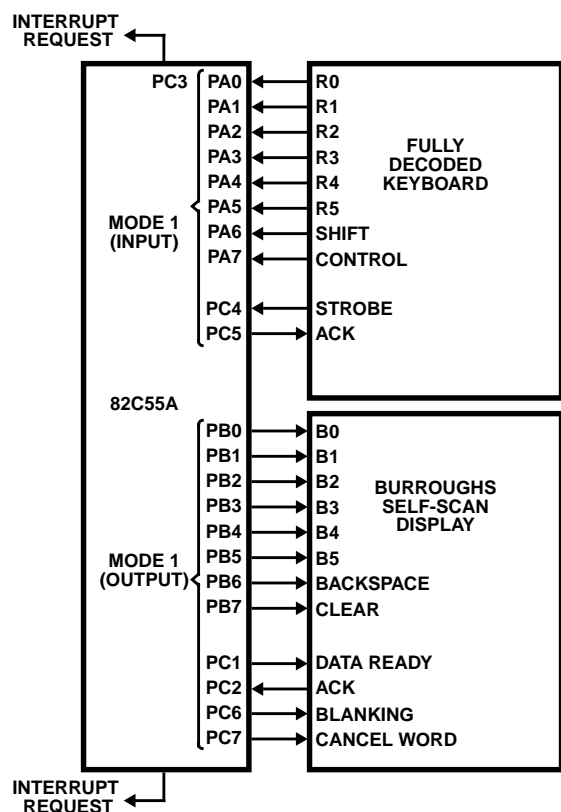 INTERRUPT
REQUEST
PC3 PA0 R0
PA1 R1
PA2 R2
PA3 R3
PA4 R4
PA5 R5
PA6 SHIFT
PA7 CONTROL
FULLY
DECODED
KEYBOARD
MODE 1
(INPUT)
PC4 STROBE
PC5 ACK
82C55A
PB0 B0
PB1 B1
PB2 B2
PB3 B3
PB4 B4
PB5 B5
PB6 BACKSPACE
PB7 CLEAR
BURROUGHS
SELF-SCAN
DISPLAY
MODE 1
(OUTPUT)
PC1 DATA READY
PC2 ACK
PC6 BLANKING
PC7 CANCEL WORD
INTERRUPT
REQUEST